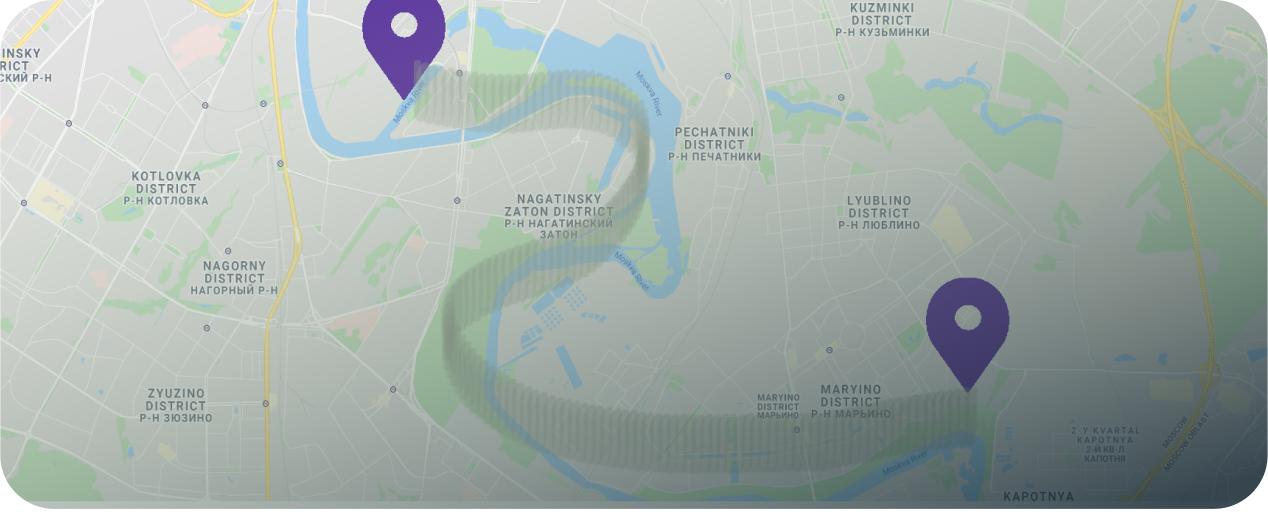 KUZMINKI
DISTRICT
Р-Н КУЗЬМИНКИ
INSKY
СКИЙ Р-Н
Moskva River
Moskva River
PECHATNIKI
DISTRICT
Р-Н ПЕЧАТНИКИ
KOTLOVKA
DISTRICT
Р-Н КОТЛОВКА
NAGATINSKY
ZATON DISTRICT
Р-Н НАГАТИНСКИЙ
ЗАТОН
LYUBLINO
DISTRICT
Р-Н ЛЮБЛИНО
NAGORNY
DISTRICT
НАГОРНЫЙ Р-Н
Moskva River
ZYUZINO
DISTRICT
Р-Н ЗЮЗИНО
MARYINO
DISTRICT
МАРЬИНО
MARYINO
DISTRICT
Р-Н МАРЬИНО
Moskva River
2-Y KVARTAL
KAPOTNYA
2-Й КВ-Л
КАПОТНЯ
MOSCOW
MOSCOW OBLAST
KAPOTNYA